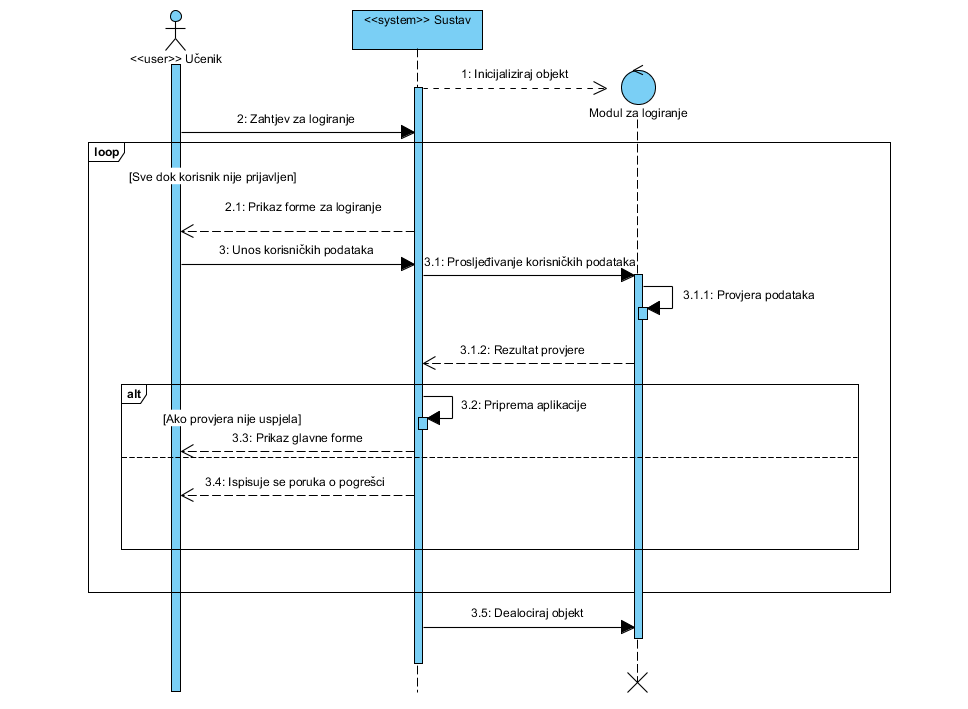 <<system>> Sustav
<<user>> Učenik
1: Inicijaliziraj objekt
Modul za logiranje
2: Zahtjev za logiranje
loop
[Sve dok korisnik nije prijavljen]
2.1: Prikaz forme za logiranje
3: Unos korisničkih podataka
3.1: Prosljeđivanje korisničkih podataka
3.1.1: Provjera podataka
3.1.2: Rezultat provjere
alt
3.2: Priprema aplikacije
[Ako provjera nije uspjela]
3.3: Prikaz glavne forme
3.4: Ispisuje se poruka o pogrešci
3.5: Dealociraj objekt